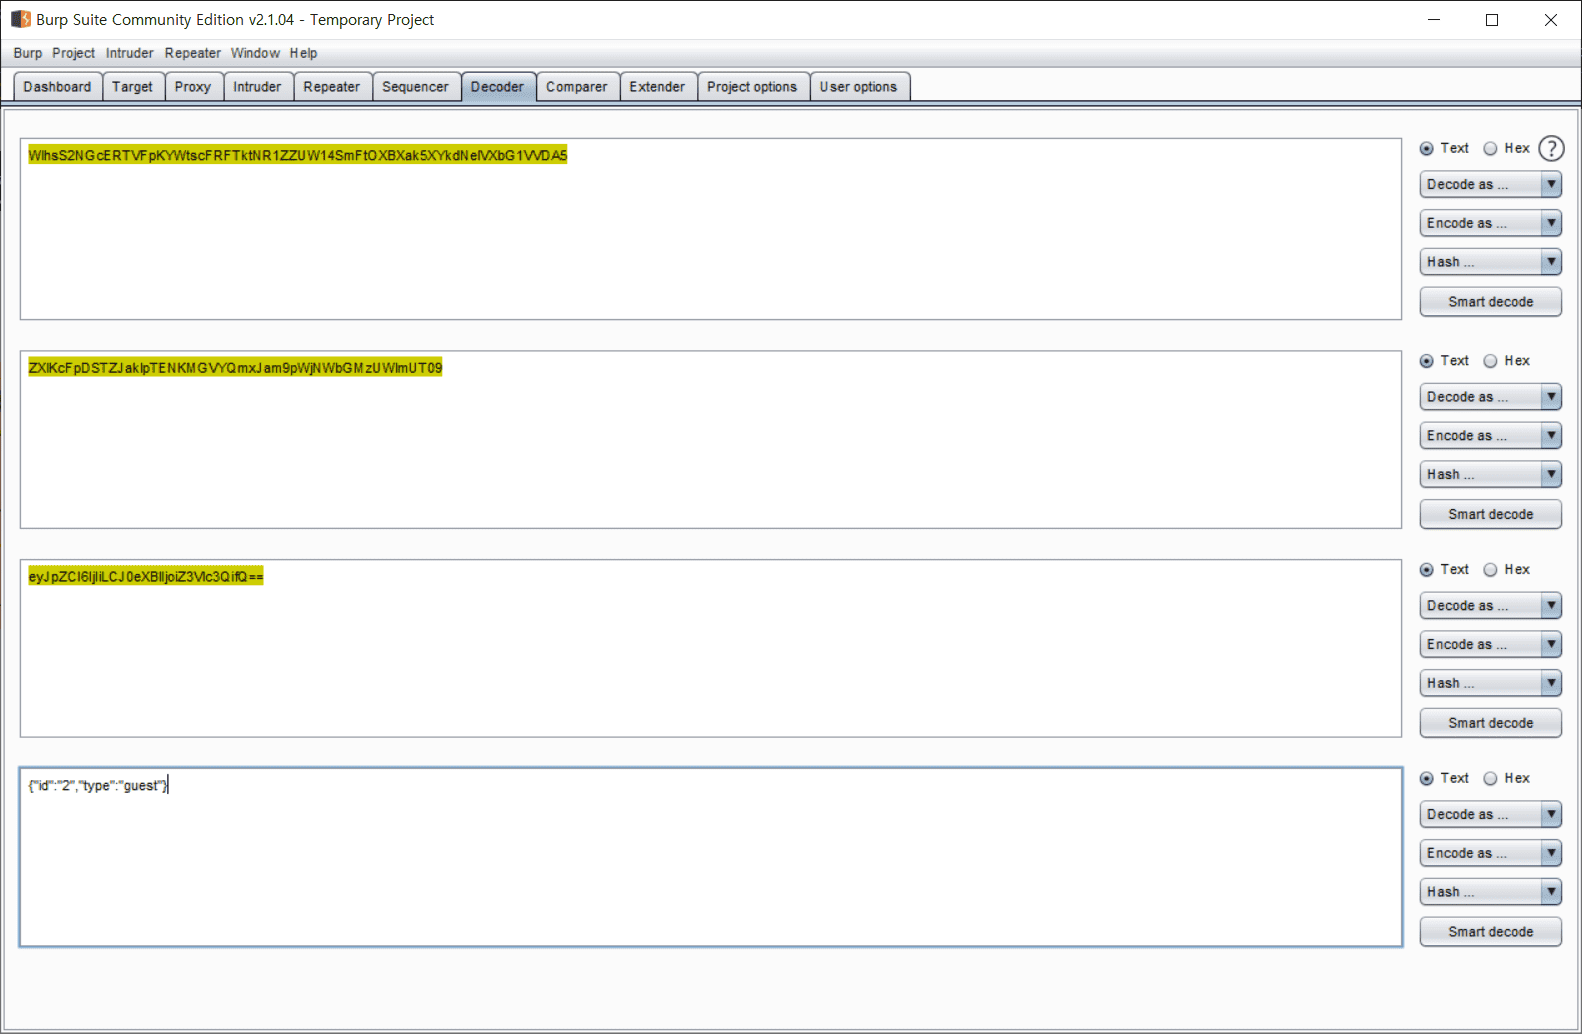 Burp Suite Community Edition v2.1.04 - Temporary Project
Burp Project Intruder Repeater Window Help
Dashboard Target Proxy Intruder Repeater Sequencer Decoder Comparer Extender Project options User options
WlhsS2NGcERTVFpKYWtscFRFTktNR1ZZUW14SmFtOXBXak5XYkdNelVXbG1VVDA5
Text Hex ?
Decode as ...
Encode as ...
Hash ...
Smart decode
ZXlKcFpDSTZJaklpTENKMGVYQmxJam9pWjNWbGMzUWlmUT09
Text Hex
Decode as ...
Encode as ...
Hash ...
Smart decode
eyJpZCI6IjIiLCJ0eXBlIjoiZ3Vlc3QifQ==
Text Hex
Decode as ...
Encode as ...
Hash ...
Smart decode
{"id":"2","type":"guest"}
Text Hex
Decode as ...
Encode as ...
Hash ...
Smart decode